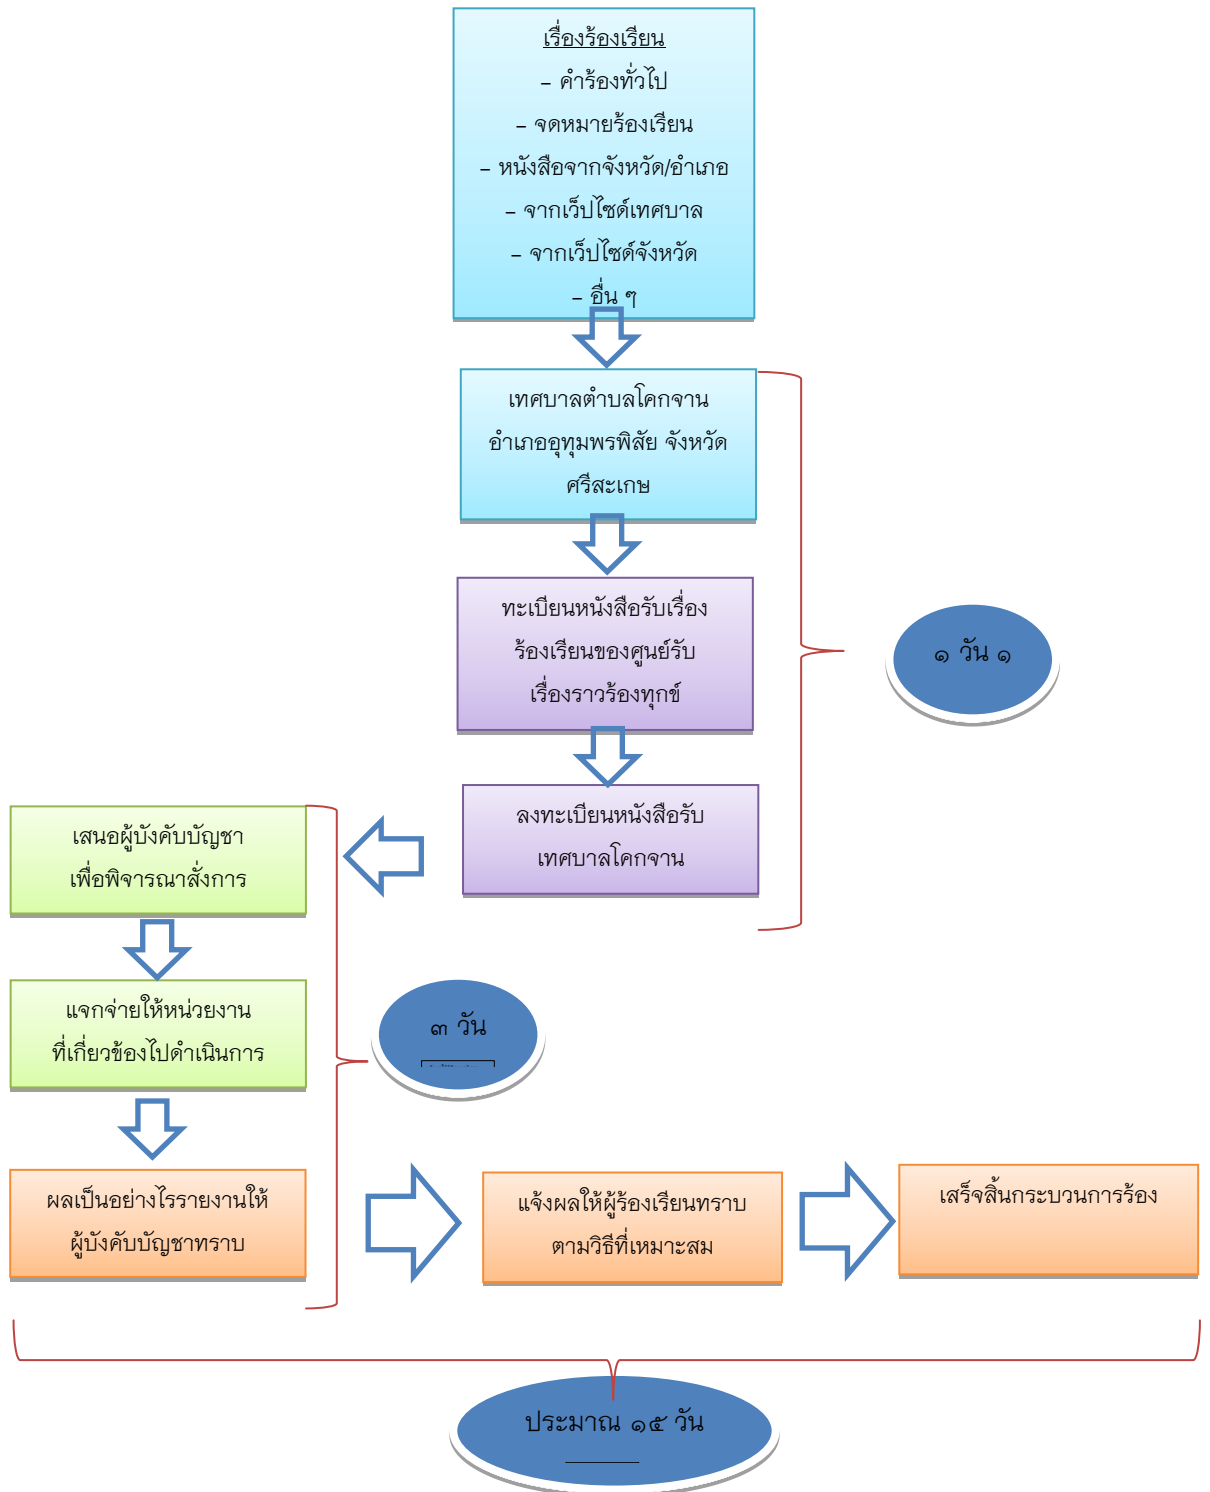 เรื่องร้องเรียน
– คำร้องทั่วไป
– จดหมายร้องเรียน
– หนังสือจากจังหวัด/อำเภอ
– จากเว็ปไซด์เทศบาล
– จากเว็ปไซด์จังหวัด
– อื่น ๆ
เทศบาลตำบลโคกจาน
อำเภออุทุมพรพิสัย จังหวัด
ศรีสะเกษ
ทะเบียนหนังสือรับเรื่อง
ร้องเรียนของศูนย์รับ
เรื่องราวร้องทุกข์
๑ วัน ๑
ลงทะเบียนหนังสือรับ
เทศบาลโคกจาน
เสนอผู้บังคับบัญชา
เพื่อพิจารณาสั่งการ
แจกจ่ายให้หน่วยงาน
ที่เกี่ยวข้องไปดำเนินการ
๓ วัน
ผลเป็นอย่างไรรายงานให้
ผู้บังคับบัญชาทราบ
แจ้งผลให้ผู้ร้องเรียนทราบ
ตามวิธีที่เหมาะสม
เสร็จสิ้นกระบวนการร้อง
ประมาณ ๑๕ วัน